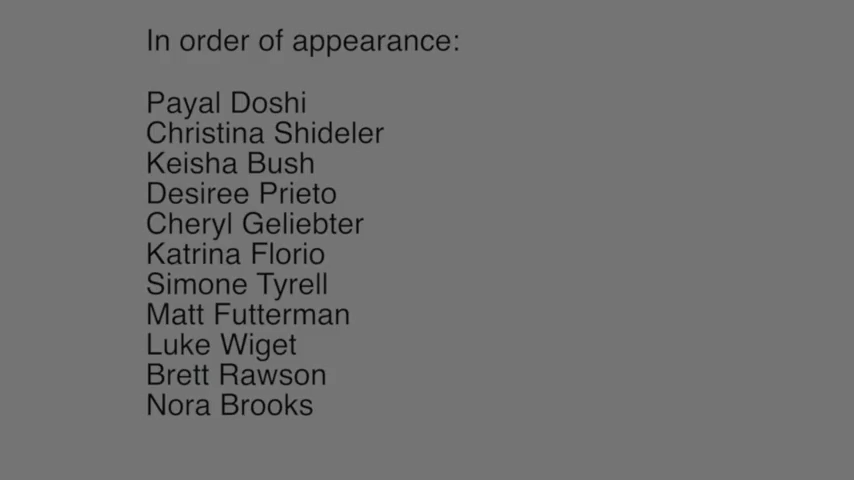 In order of appearance:
Payal Doshi
Christina Shideler
Keisha Bush
Desiree Prieto
Cheryl Geliebter
Katrina Florio
Simone Tyrell
Matt Futterman
Luke Wiget
Brett Rawson
Nora Brooks